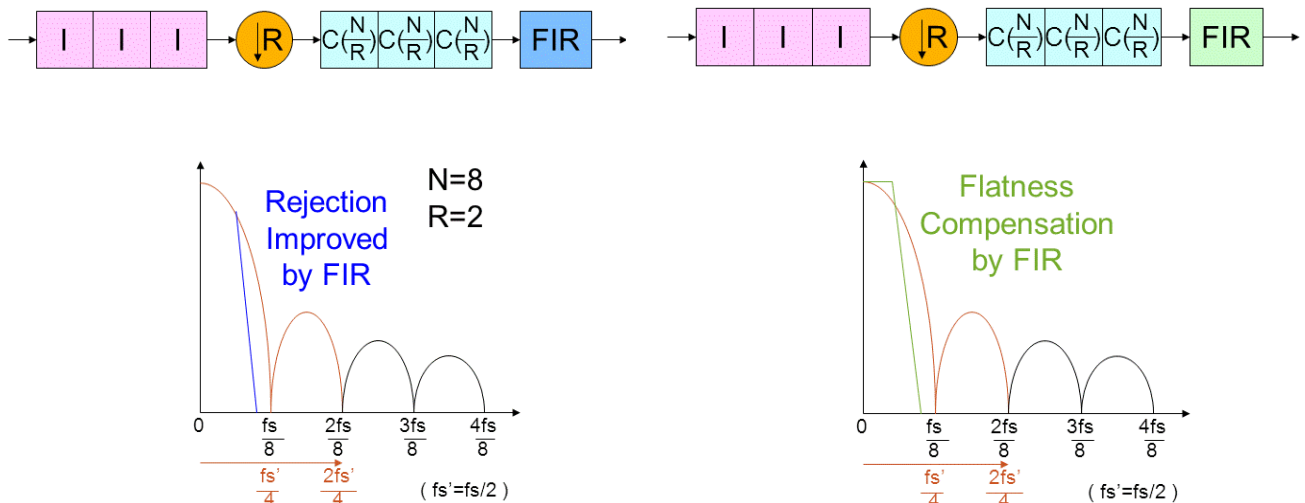 I I I ↓R C(N/R) C(N/R) C(N/R) FIR
I I I ↓R C(N/R) C(N/R) C(N/R) FIR
Rejection
Improved
by FIR
N=8
R=2
0 fs/8 2fs/8 3fs/8 4fs/8
fs'/4 2fs'/4 ( fs'=fs/2 )
Flatness
Compensation
by FIR
0 fs/8 2fs/8 3fs/8 4fs/8
fs'/4 2fs'/4 ( fs'=fs/2 )